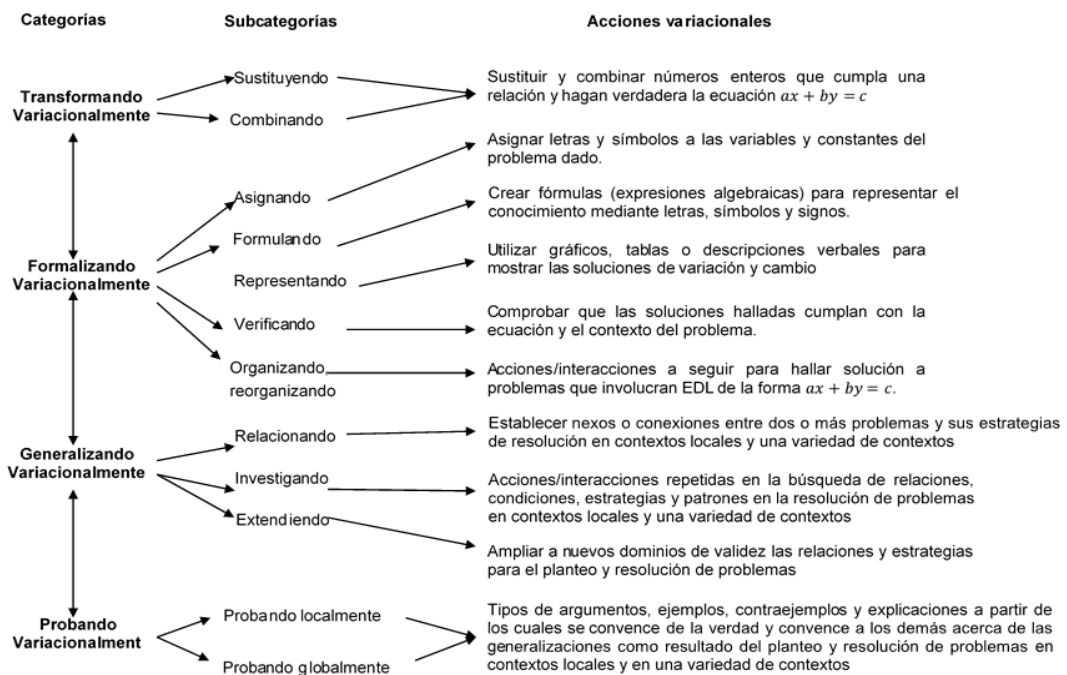 Categorías
Subcategorías
Acciones variacionales
Transformando
Variacionalmente
Sustituyendo
Combinando
Sustituir y combinar números enteros que cumpla una
relación y hagan verdadera la ecuación ax + by = c
Formalizando
Variacionalmente
Asignando
Asignar letras y símbolos a las variables y constantes del
problema dado.
Formulando
Crear fórmulas (expresiones algebraicas) para representar el
conocimiento mediante letras, símbolos y signos.
Representando
Utilizar gráficos, tablas o descripciones verbales para
mostrar las soluciones de variación y cambio
Verificando
Comprobar que las soluciones halladas cumplan con la
ecuación y el contexto del problema.
Organizando,
reorganizando
Acciones/interacciones a seguir para hallar solución a
problemas que involucran EDL de la forma ax + by = c.
Generalizando
Variacionalmente
Relacionando
Establecer nexos o conexiones entre dos o más problemas y sus estrategias
de resolución en contextos locales y una variedad de contextos
Investigando
Acciones/interacciones repetidas en la búsqueda de relaciones,
condiciones, estrategias y patrones en la resolución de problemas
en contextos locales y una variedad de contextos
Extendiendo
Ampliar a nuevos dominios de validez las relaciones y estrategias
para el planteo y resolución de problemas
Probando
Variacionalment
Probando localmente
Probando globalmente
Tipos de argumentos, ejemplos, contraejemplos y explicaciones a partir de
los cuales se convence de la verdad y convence a los demás acerca de las
generalizaciones como resultado del planteo y resolución de problemas en
contextos locales y en una variedad de contextos